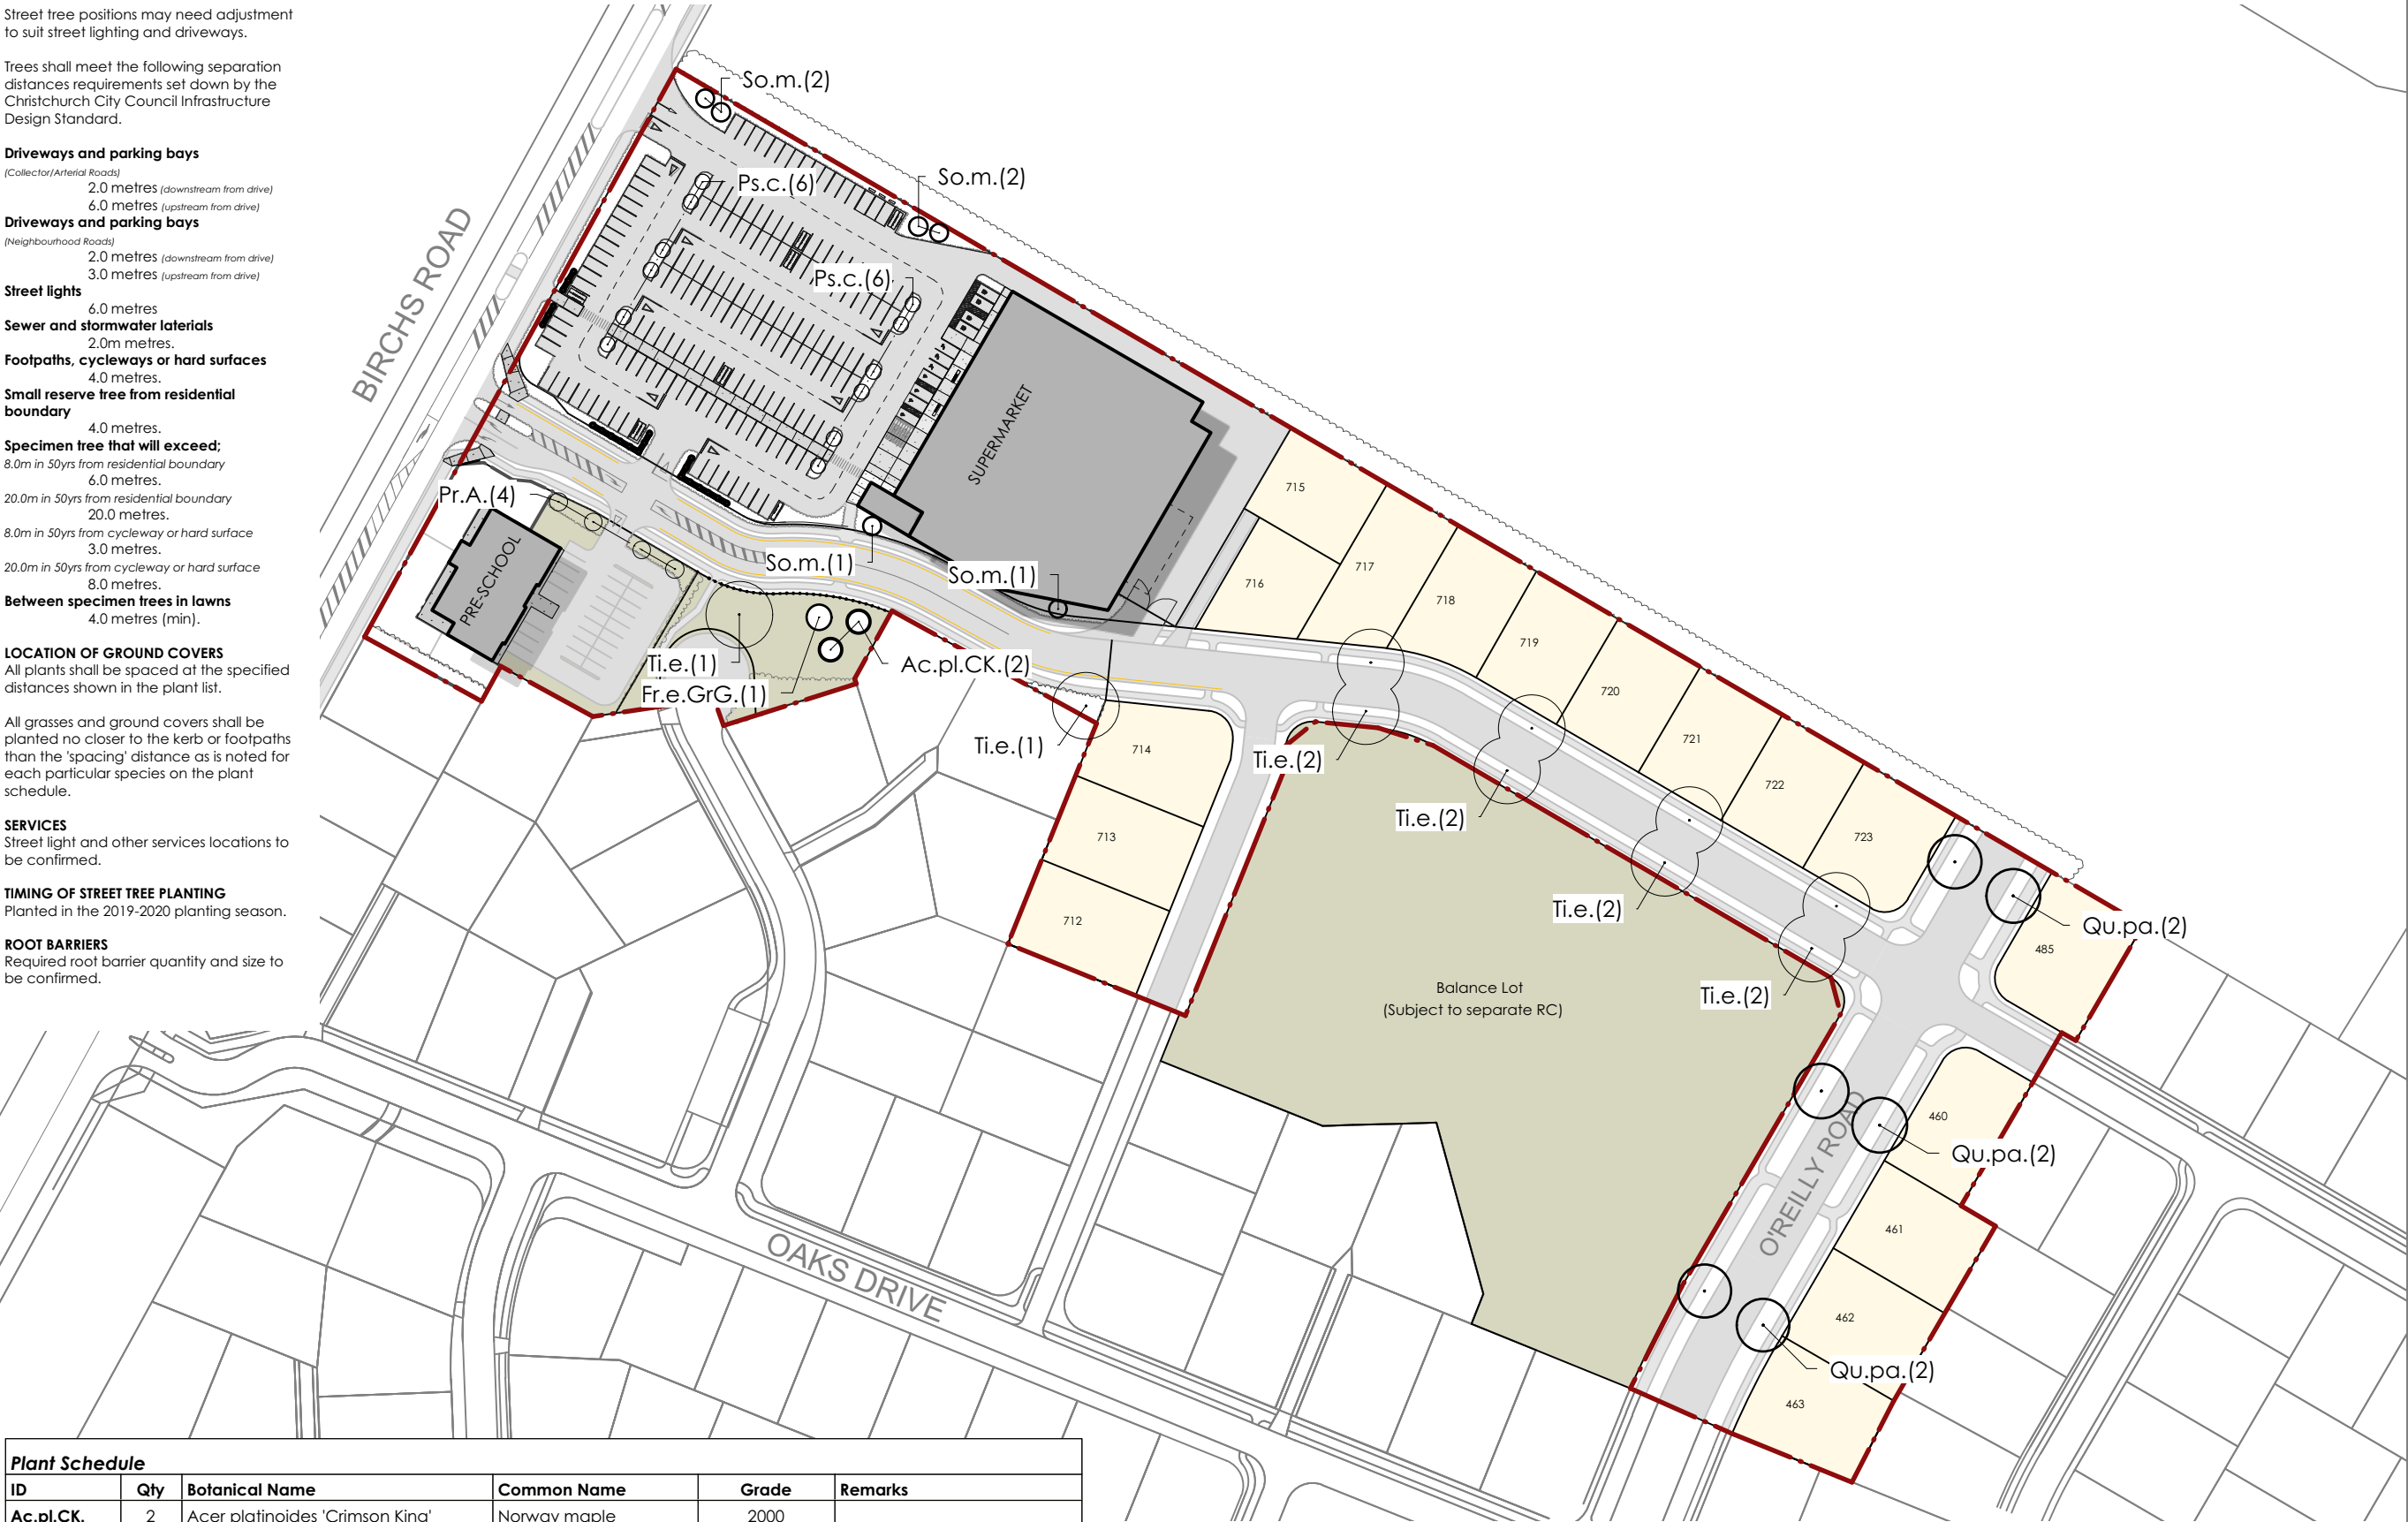 Street tree positions may need adjustment
to suit street lighting and driveways.
Trees shall meet the following separation
distances requirements set down by the
Christchurch City Council Infrastructure
Design Standard.
Driveways and parking bays
(Collector/Arterial Roads)
2.0 metres (downstream from drive)
6.0 metres (upstream from drive)
Driveways and parking bays
(Neighbourhood Roads)
2.0 metres (downstream from drive)
3.0 metres (upstream from drive)
Street lights
6.0 metres
Sewer and stormwater laterials
2.0m metres.
Footpaths, cycleways or hard surfaces
4.0 metres.
Small reserve tree from residential
boundary
4.0 metres.
Specimen tree that will exceed;
8.0m in 50yrs from residential boundary
6.0 metres.
20.0m in 50yrs from residential boundary
20.0 metres.
8.0m in 50yrs from cycleway or hard surface
3.0 metres.
20.0m in 50yrs from cycleway or hard surface
8.0 metres.
Between specimen trees in lawns
4.0 metres (min).
LOCATION OF GROUND COVERS
All plants shall be spaced at the specified
distances shown in the plant list.
All grasses and ground covers shall be
planted no closer to the kerb or footpaths
than the 'spacing' distance as is noted for
each particular species on the plant
schedule.
SERVICES
Street light and other services locations to
be confirmed.
TIMING OF STREET TREE PLANTING
Planted in the 2019-2020 planting season.
ROOT BARRIERS
Required root barrier quantity and size to
be confirmed.
So.m.(2)
So.m.(2)
Ps.c.(6)
Ps.c.(6)
BIRCHS ROAD
SUPERMARKET
Pr.A.(4)
PRE-SCHOOL
So.m.(1)
So.m.(1)
Ti.e.(1)
Fr.e.GrG.(1)
Ac.pl.CK.(2)
Ti.e.(1)
Ti.e.(2)
Ti.e.(2)
Ti.e.(2)
Ti.e.(2)
715
716
717
718
719
720
721
722
723
714
713
712
Balance Lot
(Subject to separate RC)
Qu.pa.(2)
485
460
Qu.pa.(2)
O'REILLY ROAD
461
462
Qu.pa.(2)
463
OAKS DRIVE
Plant Schedule
ID Qty Botanical Name Common Name Grade Remarks
Ac.pl.CK. 2 Acer platinoides 'Crimson King' Norway maple 2000